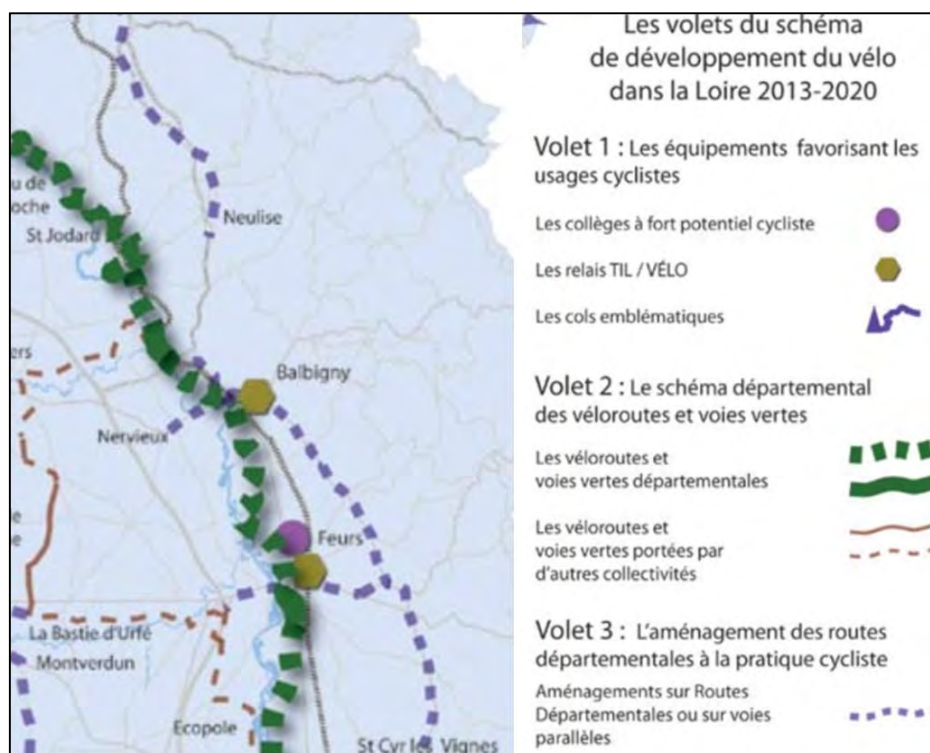 u de
oche
St Jodard
Neulise
ers
Balbigny
Nervieux
Feurs
e
e
La Bastie d'Urfé
Montverdun
Ecopole
St Cyr les Vignes
Les volets du schéma
de développement du vélo
dans la Loire 2013-2020
Volet 1 : Les équipements favorisant les
usages cyclistes
Les collèges à fort potentiel cycliste
Les relais TIL / VÉLO
Les cols emblématiques
Volet 2 : Le schéma départemental
des véloroutes et voies vertes
Les véloroutes et
voies vertes départementales
Les véloroutes et
voies vertes portées par
d'autres collectivités
Volet 3 : L'aménagement des routes
départementales à la pratique cycliste
Aménagements sur Routes
Départementales ou sur voies
parallèles